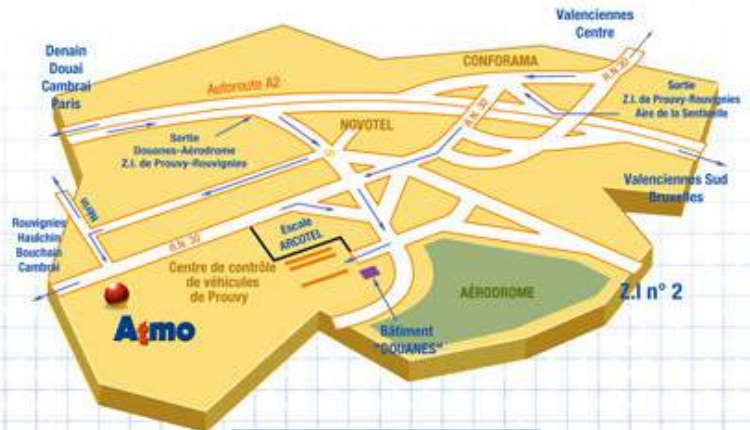 Valenciennes
Centre
Denain
Douai
Cambrai
Paris
CONFORAMA
Autoroute A2
R.N. 30
R.N. 30
Sortie
Z.I. de Prouvy-Rouvignies
Aire de la Sentinelle
NOVOTEL
Sortie
Douanes-Aérodrome
Z.I. de Prouvy-Rouvignies
Valenciennes Sud
Bruxelles
Hérin
Rouvignies
Haulchin
Bouchain
Cambrai
R.N. 30
Escale
ARCOTEL
Centre de contrôle
de véhicules
de Prouvy
AÉRODROME
Z.I n° 2
Atmo
Bâtiment
"DOUANES"